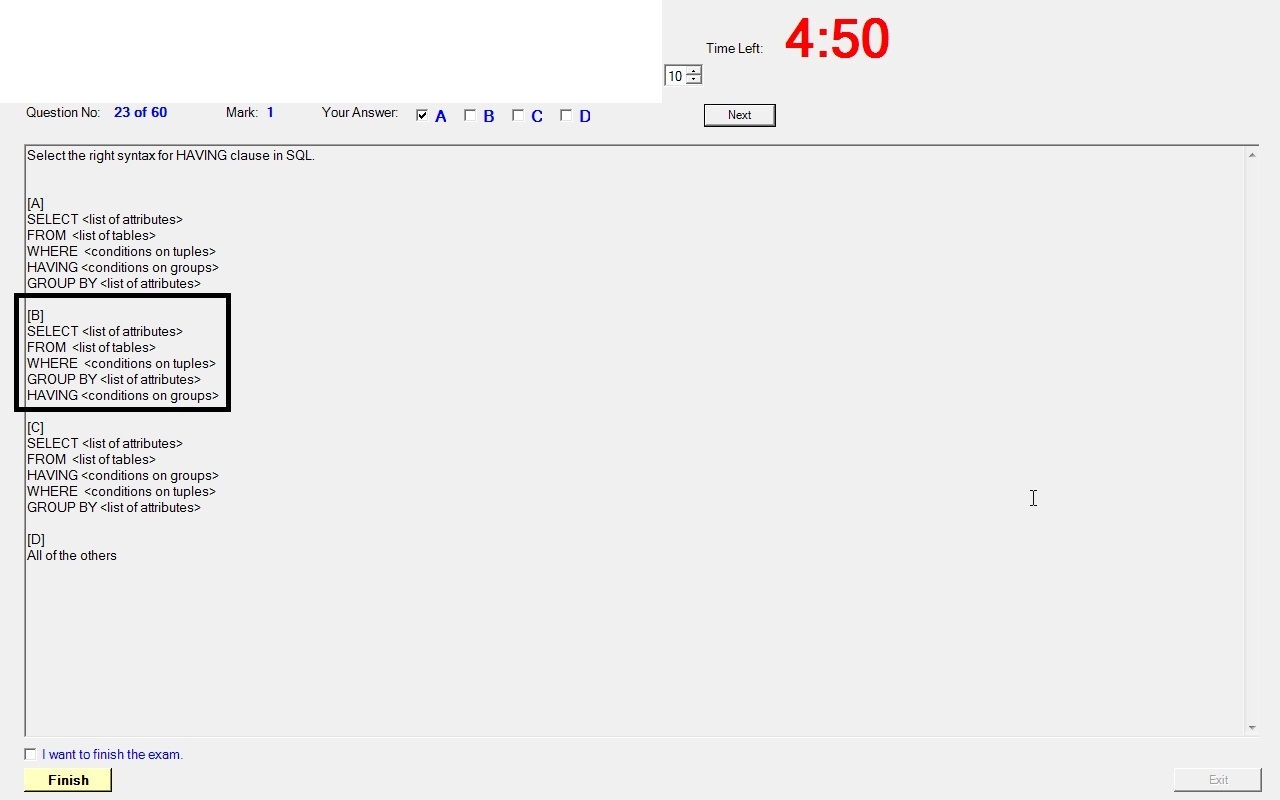 Time Left: 4:50
10
Question No: 23 of 60 Mark: 1 Your Answer: A B C D Next
Select the right syntax for HAVING clause in SQL.
[A]
SELECT <list of attributes>
FROM <list of tables>
WHERE <conditions on tuples>
HAVING <conditions on groups>
GROUP BY <list of attributes>
[B]
SELECT <list of attributes>
FROM <list of tables>
WHERE <conditions on tuples>
GROUP BY <list of attributes>
HAVING <conditions on groups>
[C]
SELECT <list of attributes>
FROM <list of tables>
HAVING <conditions on groups>
WHERE <conditions on tuples>
GROUP BY <list of attributes>
[D]
All of the others
I want to finish the exam.
Finish Exit